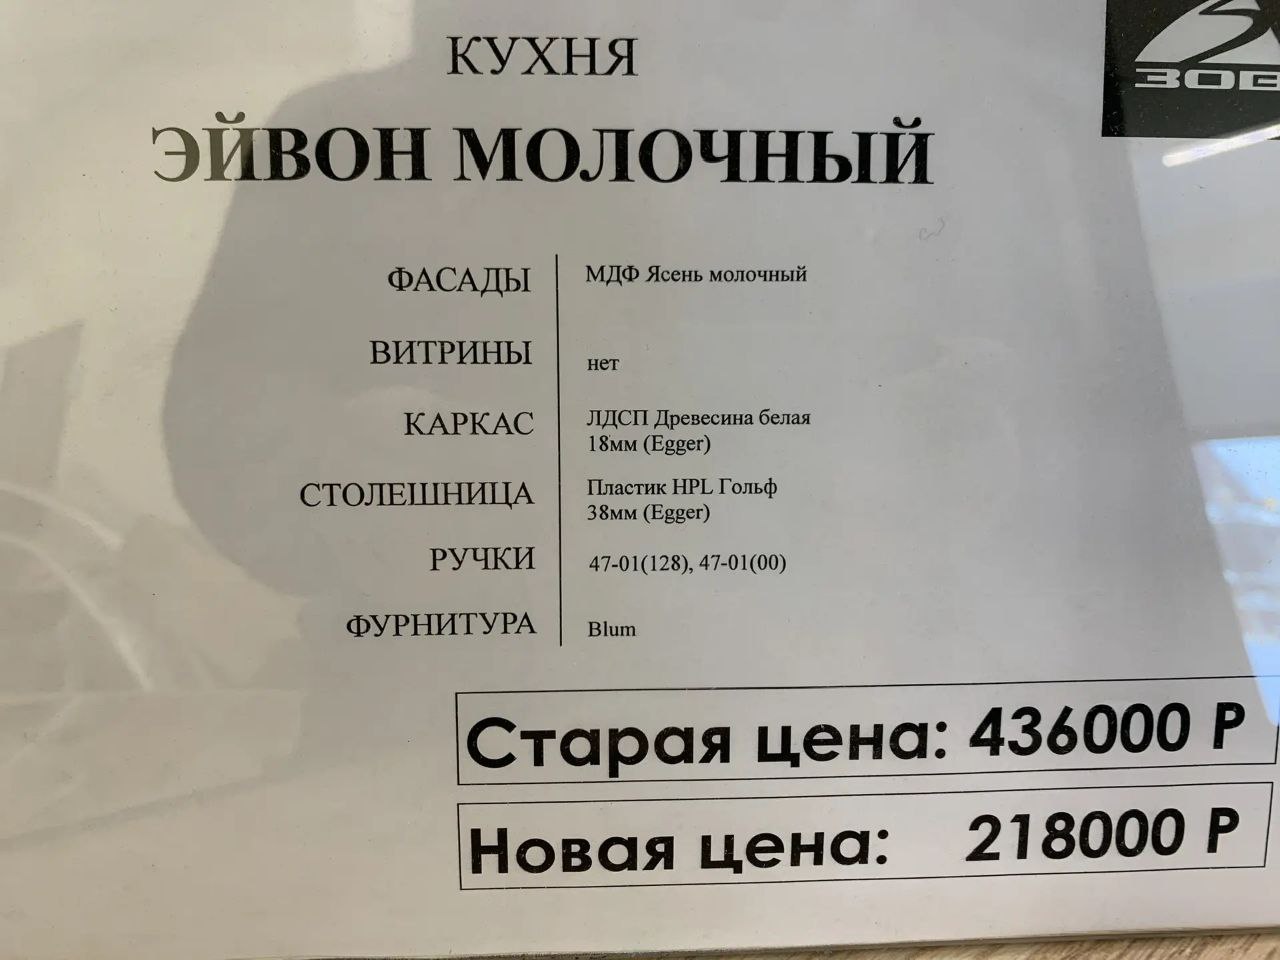 ЗОВ
КУХНЯ
ЭЙВОН МОЛОЧНЫЙ
ФАСАДЫ МДФ Ясень молочный
ВИТРИНЫ нет
КАРКАС ЛДСП Древесина белая
18мм (Egger)
СТОЛЕШНИЦА Пластик HPL Гольф
38мм (Egger)
РУЧКИ 47-01(128), 47-01(00)
ФУРНИТУРА Blum
Старая цена: 436000 Р
Новая цена: 218000 Р